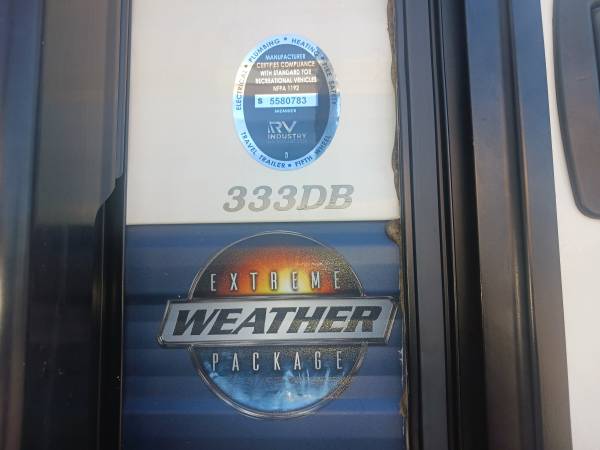 ELECTRICAL • PLUMBING • HEATING • FIRE SAFETY
MANUFACTURER
CERTIFIES COMPLIANCE
WITH STANDARD FOR
RECREATIONAL VEHICLES
NFPA 1192
S 5580783
MEMBER
RV
INDUSTRY
TRAVEL TRAILER • FIFTH WHEEL
333DB
EXTREME
WEATHER
PACKAGE